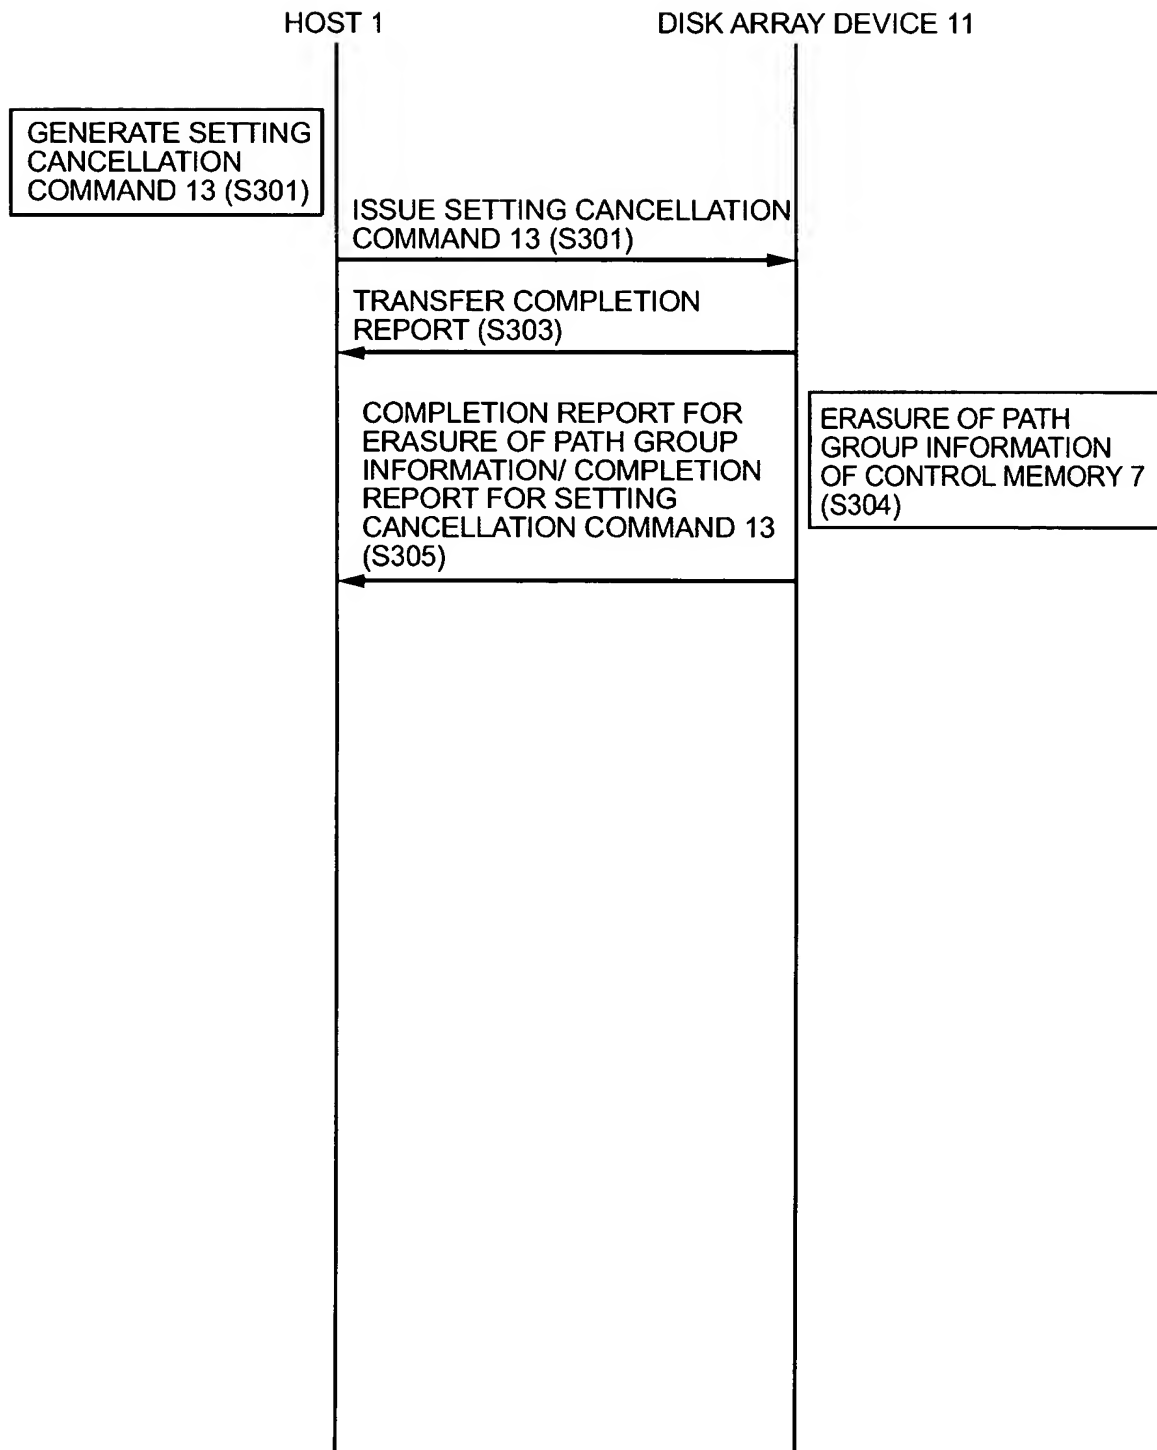 HOST 1
DISK ARRAY DEVICE 11
GENERATE SETTING
CANCELLATION
COMMAND 13 (S301)
ISSUE SETTING CANCELLATION
COMMAND 13 (S301)
TRANSFER COMPLETION
REPORT (S303)
COMPLETION REPORT FOR
ERASURE OF PATH GROUP
INFORMATION/ COMPLETION
REPORT FOR SETTING
CANCELLATION COMMAND 13
(S305)
ERASURE OF PATH
GROUP INFORMATION
OF CONTROL MEMORY 7
(S304)